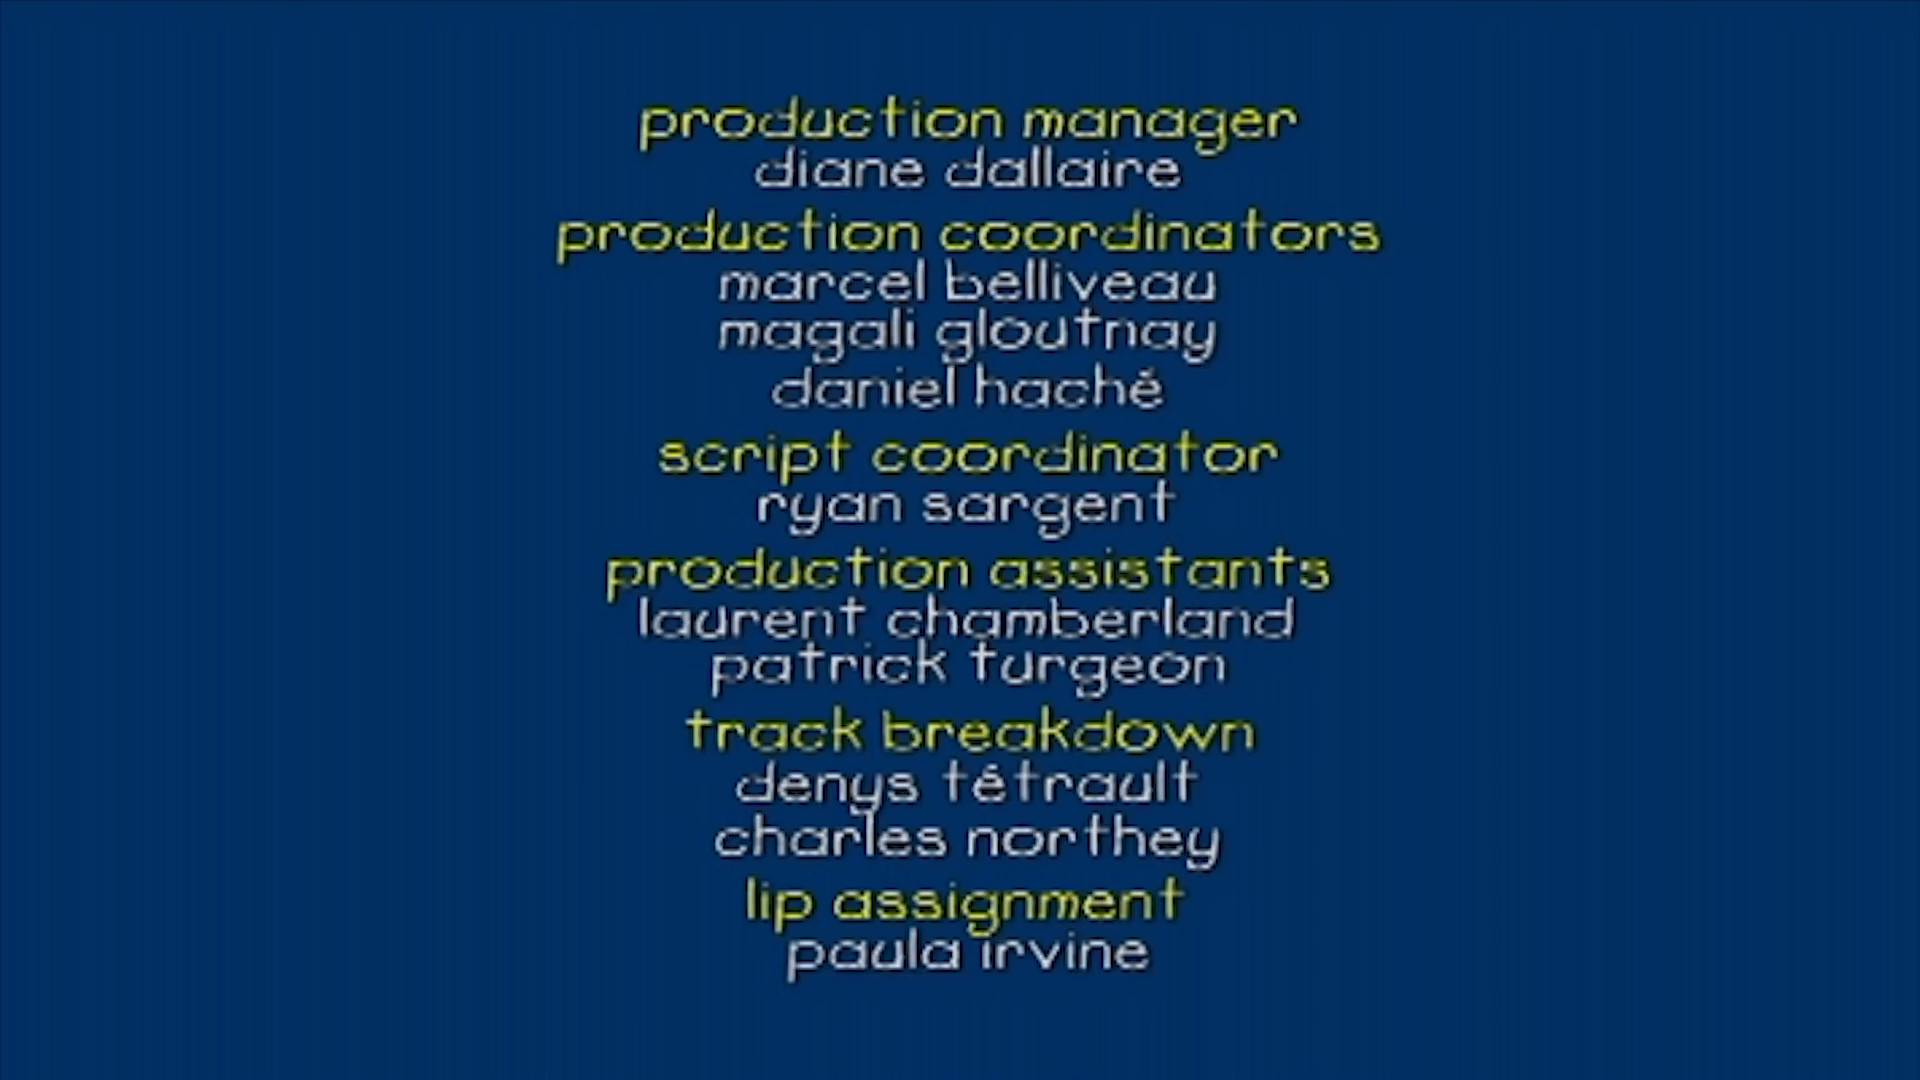 production manager
diane dallaire
production coordinators
marcel belliveau
magali gloutnay
daniel haché
script coordinator
ryan sargent
production assistants
laurent chamberland
patrick turgeon
track breakdown
denys tétrault
charles northey
lip assignment
paula irvine